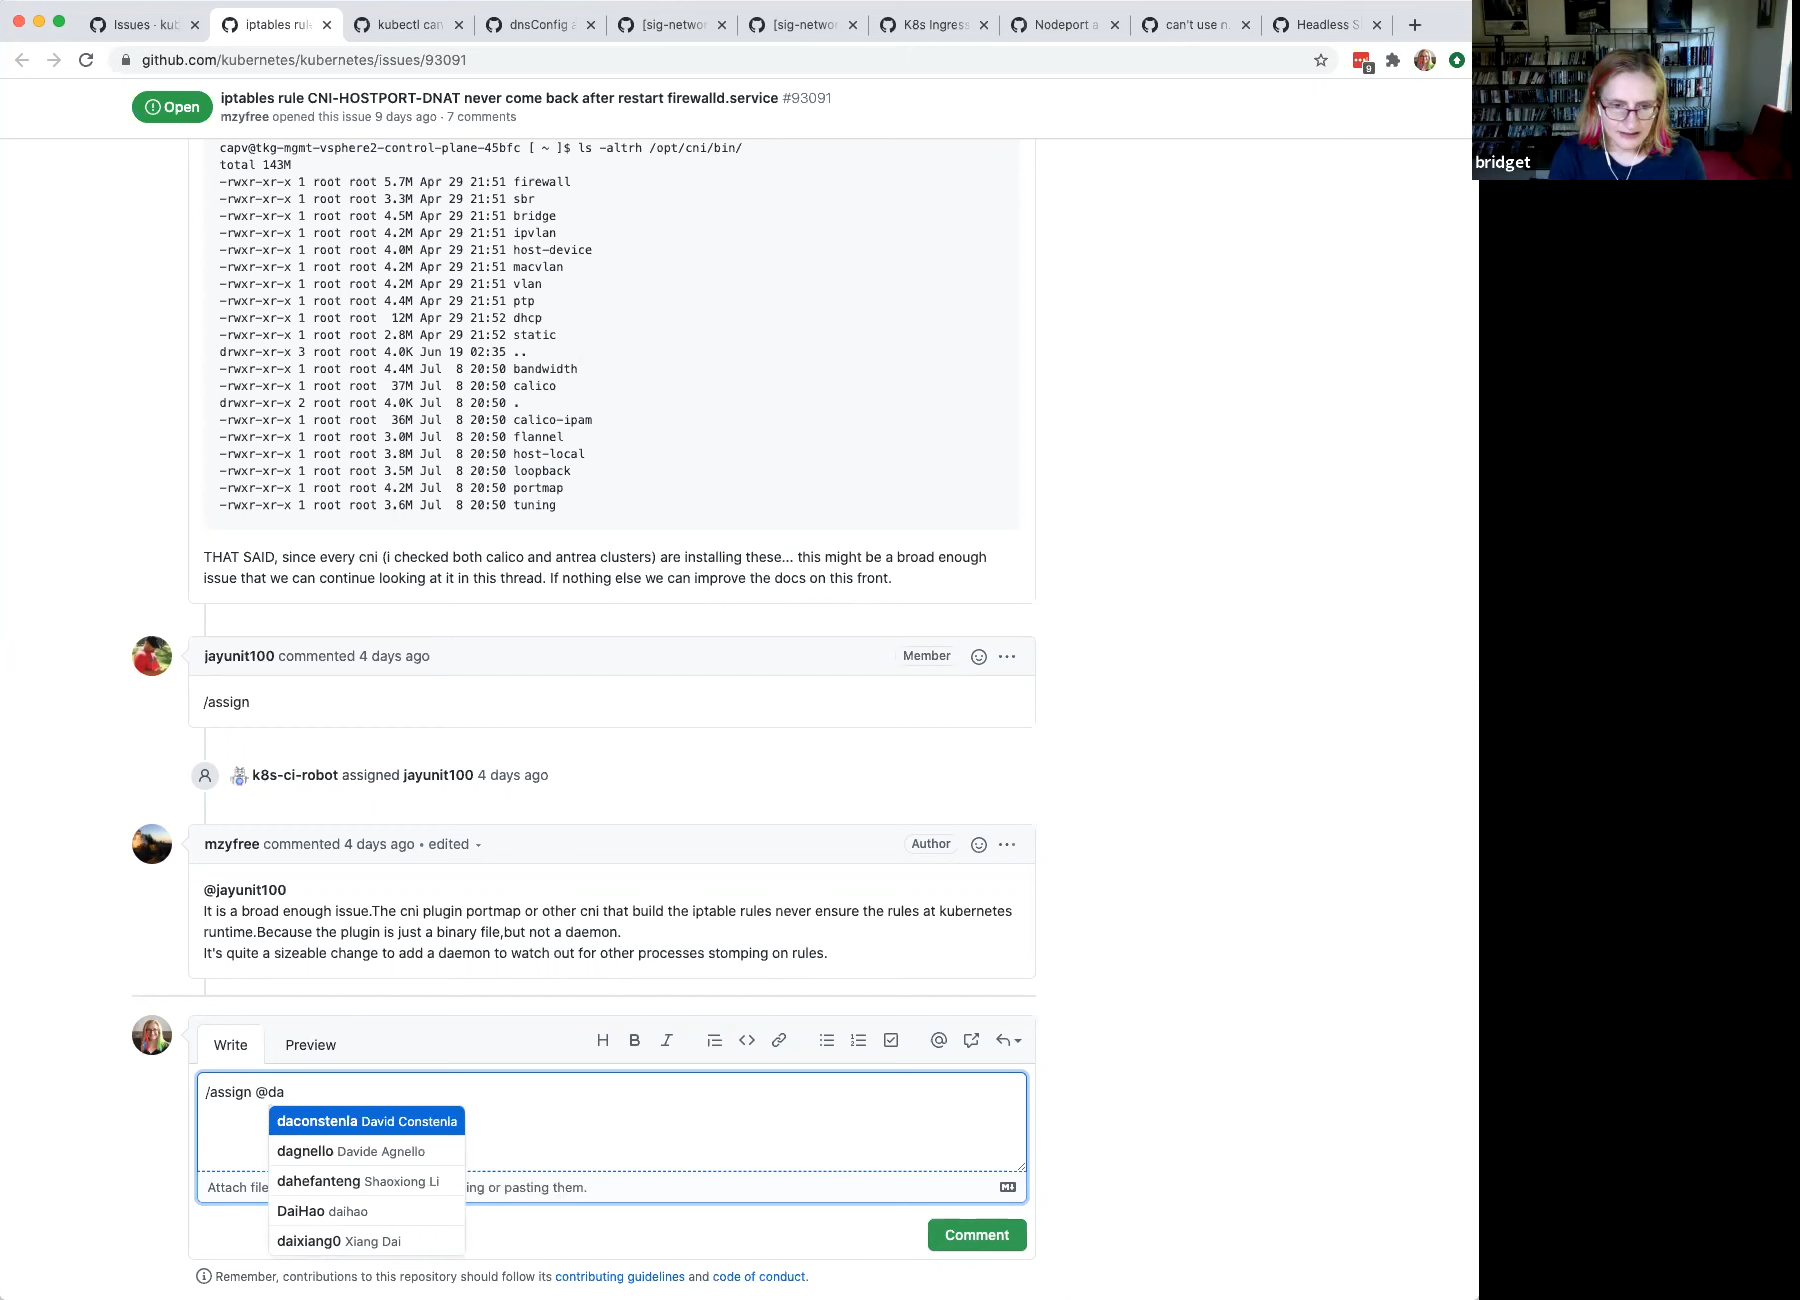 Issues · kub
iptables rule
kubectl can
dnsConfig a
[sig-networ
[sig-networ
K8s Ingress
Nodeport a
can't use n
Headless S
github.com/kubernetes/kubernetes/issues/93091
9
bridget
Open
iptables rule CNI-HOSTPORT-DNAT never come back after restart firewalld.service #93091
mzyfree opened this issue 9 days ago · 7 comments
capv@tkg-mgmt-vsphere2-control-plane-45bfc [ ~ ]$ ls -altrh /opt/cni/bin/
total 143M
-rwxr-xr-x 1 root root 5.7M Apr 29 21:51 firewall
-rwxr-xr-x 1 root root 3.3M Apr 29 21:51 sbr
-rwxr-xr-x 1 root root 4.5M Apr 29 21:51 bridge
-rwxr-xr-x 1 root root 4.2M Apr 29 21:51 ipvlan
-rwxr-xr-x 1 root root 4.0M Apr 29 21:51 host-device
-rwxr-xr-x 1 root root 4.2M Apr 29 21:51 macvlan
-rwxr-xr-x 1 root root 4.2M Apr 29 21:51 vlan
-rwxr-xr-x 1 root root 4.4M Apr 29 21:51 ptp
-rwxr-xr-x 1 root root  12M Apr 29 21:52 dhcp
-rwxr-xr-x 1 root root 2.8M Apr 29 21:52 static
drwxr-xr-x 3 root root 4.0K Jun 19 02:35 ..
-rwxr-xr-x 1 root root 4.4M Jul  8 20:50 bandwidth
-rwxr-xr-x 1 root root  37M Jul  8 20:50 calico
drwxr-xr-x 2 root root 4.0K Jul  8 20:50 .
-rwxr-xr-x 1 root root  36M Jul  8 20:50 calico-ipam
-rwxr-xr-x 1 root root 3.0M Jul  8 20:50 flannel
-rwxr-xr-x 1 root root 3.8M Jul  8 20:50 host-local
-rwxr-xr-x 1 root root 3.5M Jul  8 20:50 loopback
-rwxr-xr-x 1 root root 4.2M Jul  8 20:50 portmap
-rwxr-xr-x 1 root root 3.6M Jul  8 20:50 tuning
THAT SAID, since every cni (i checked both calico and antrea clusters) are installing these... this might be a broad enough
issue that we can continue looking at it in this thread. If nothing else we can improve the docs on this front.
jayunit100 commented 4 days ago
Member
/assign
k8s-ci-robot assigned jayunit100 4 days ago
mzyfree commented 4 days ago • edited
Author
@jayunit100
It is a broad enough issue.The cni plugin portmap or other cni that build the iptable rules never ensure the rules at kubernetes
runtime.Because the plugin is just a binary file,but not a daemon.
It's quite a sizeable change to add a daemon to watch out for other processes stomping on rules.
Write
Preview
/assign @da
daconstenla David Constenla
dagnello Davide Agnello
dahefanteng Shaoxiong Li
DaiHao daihao
daixiang0 Xiang Dai
Attach file
ing or pasting them.
Comment
Remember, contributions to this repository should follow its contributing guidelines and code of conduct.